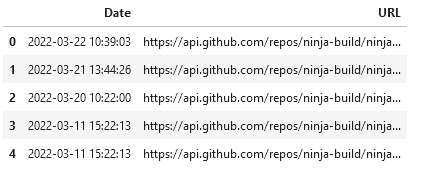 Date URL
0 2022-03-22 10:39:03 https://api.github.com/repos/ninja-build/ninja...
1 2022-03-21 13:44:26 https://api.github.com/repos/ninja-build/ninja...
2 2022-03-20 10:22:00 https://api.github.com/repos/ninja-build/ninja...
3 2022-03-11 15:22:13 https://api.github.com/repos/ninja-build/ninja...
4 2022-03-11 15:22:13 https://api.github.com/repos/ninja-build/ninja...